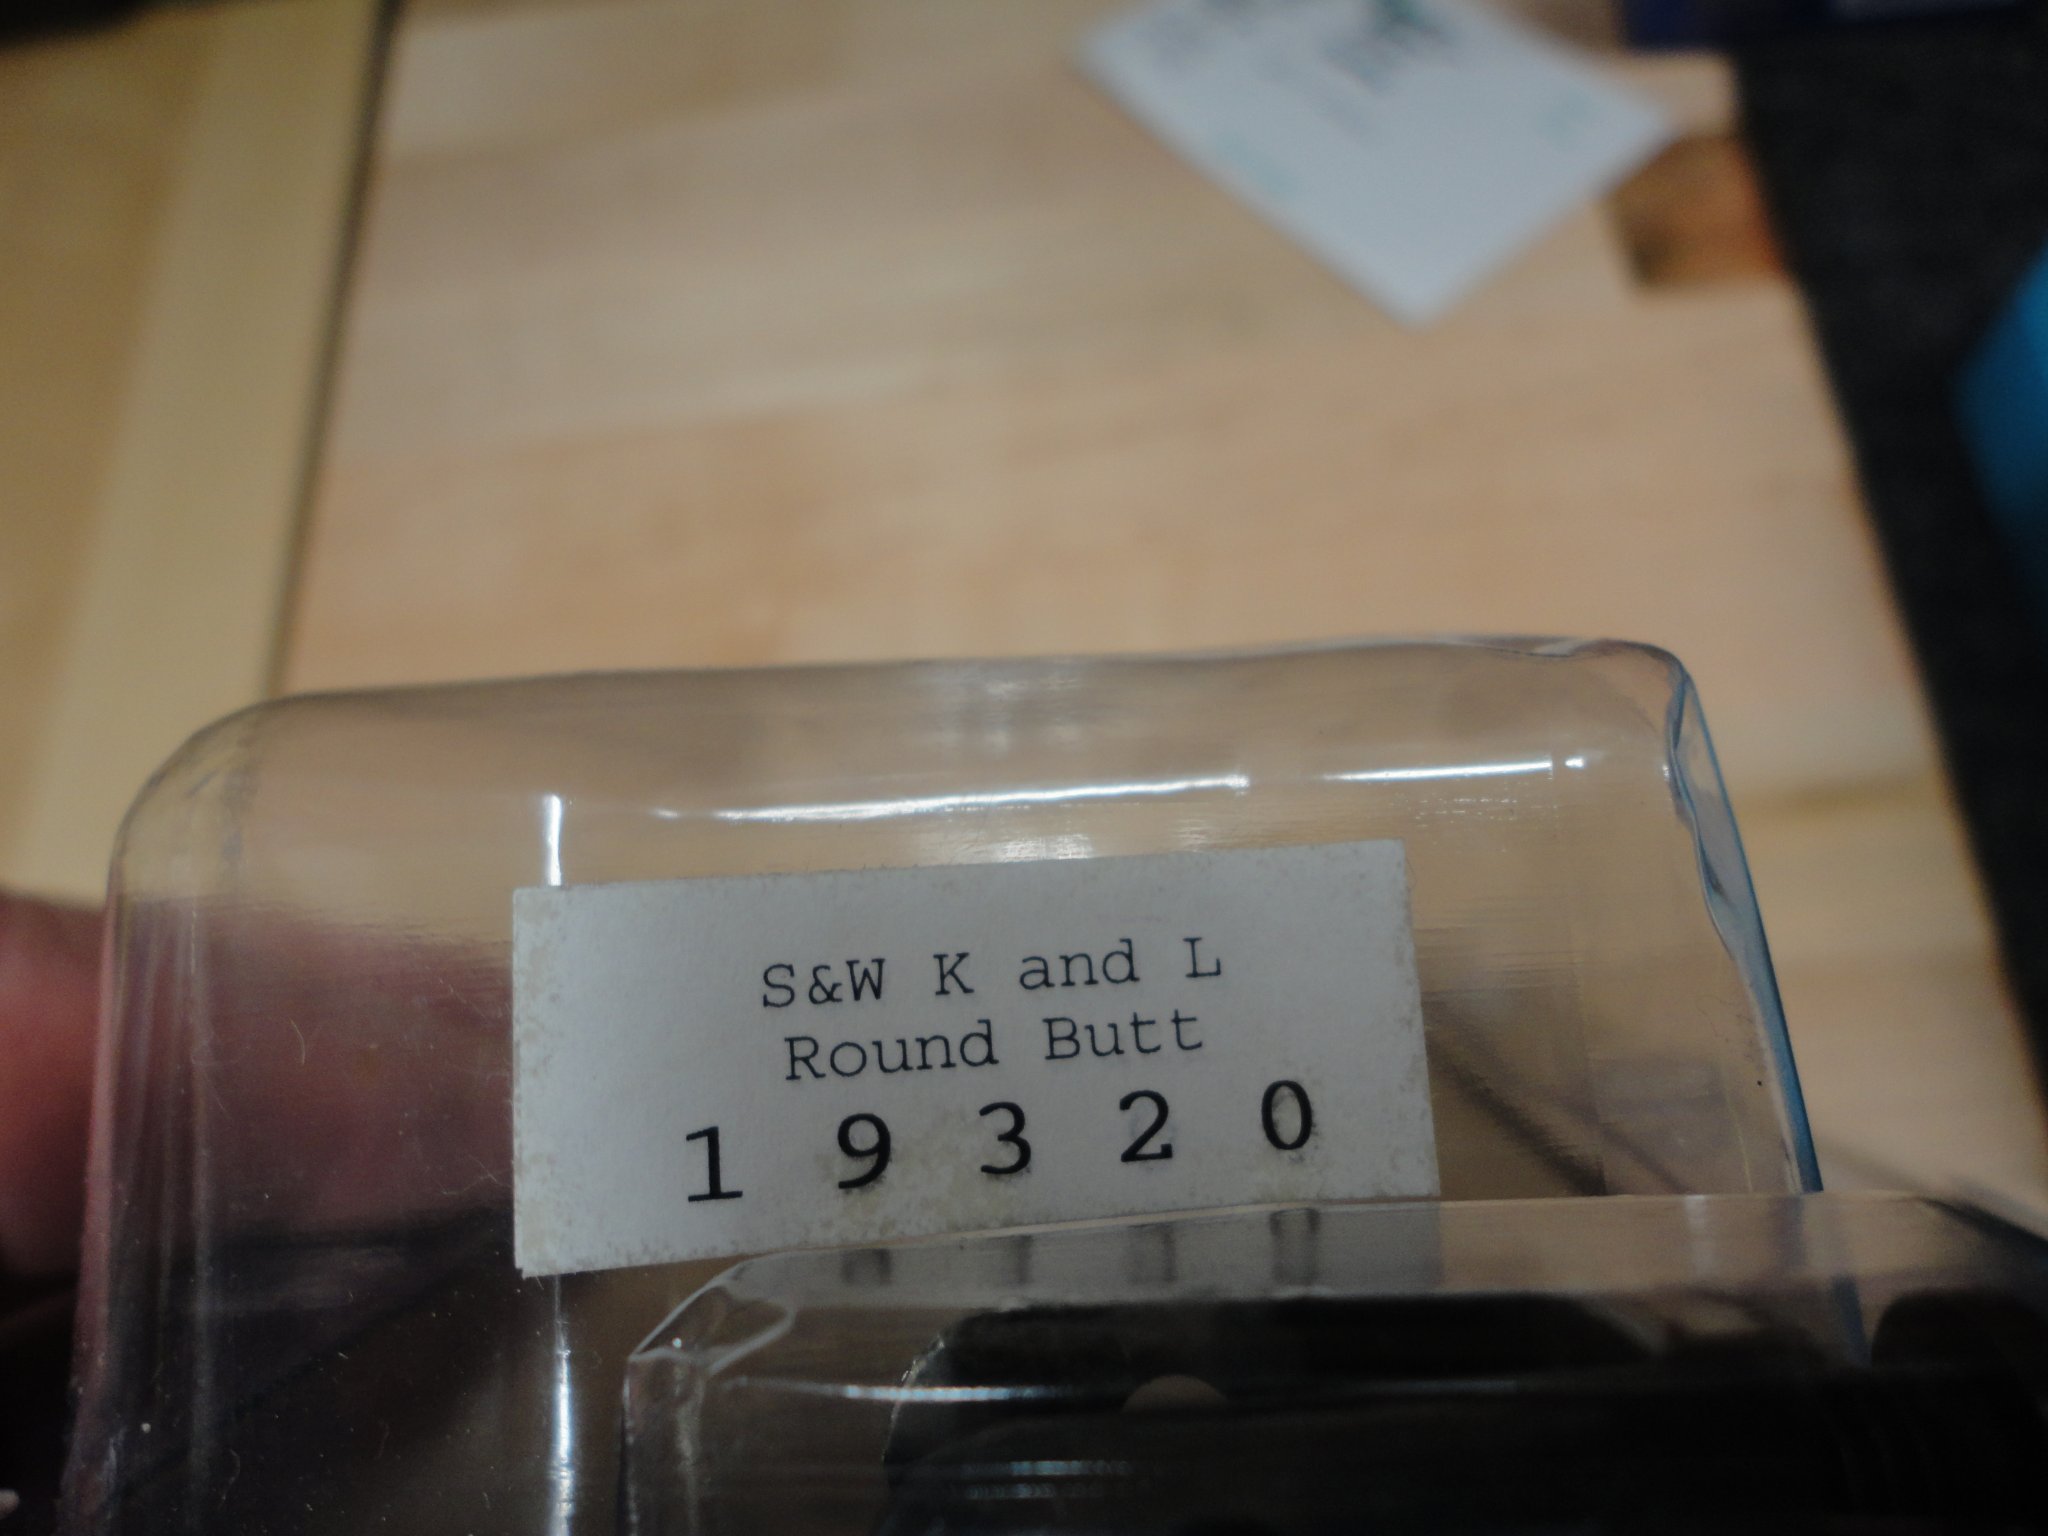 S&W K and L
Round Butt
1 9 3 2 0